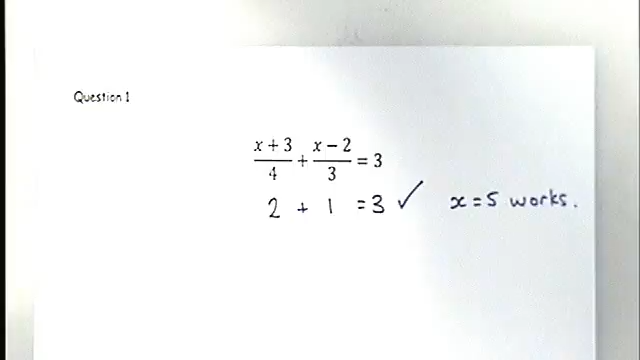 Question 1
x + 3 / 4 + x − 2 / 3 = 3
2 + 1 = 3 ✓ x = 5 works.